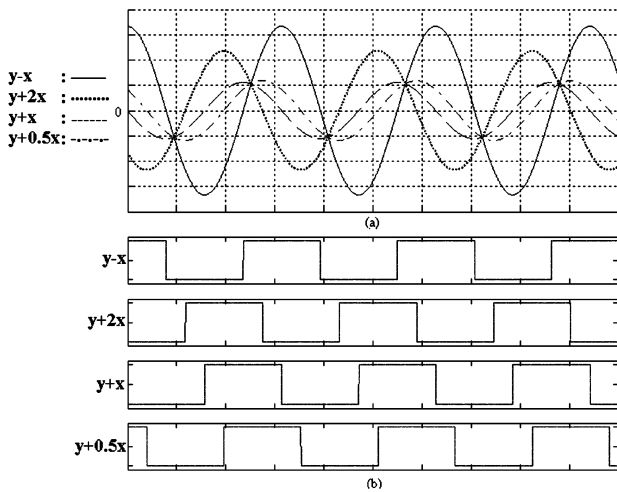 y-x :
y+2x :
0
y+x :
y+0.5x:
(a)
y-x
y+2x
y+x
y+0.5x
(b)